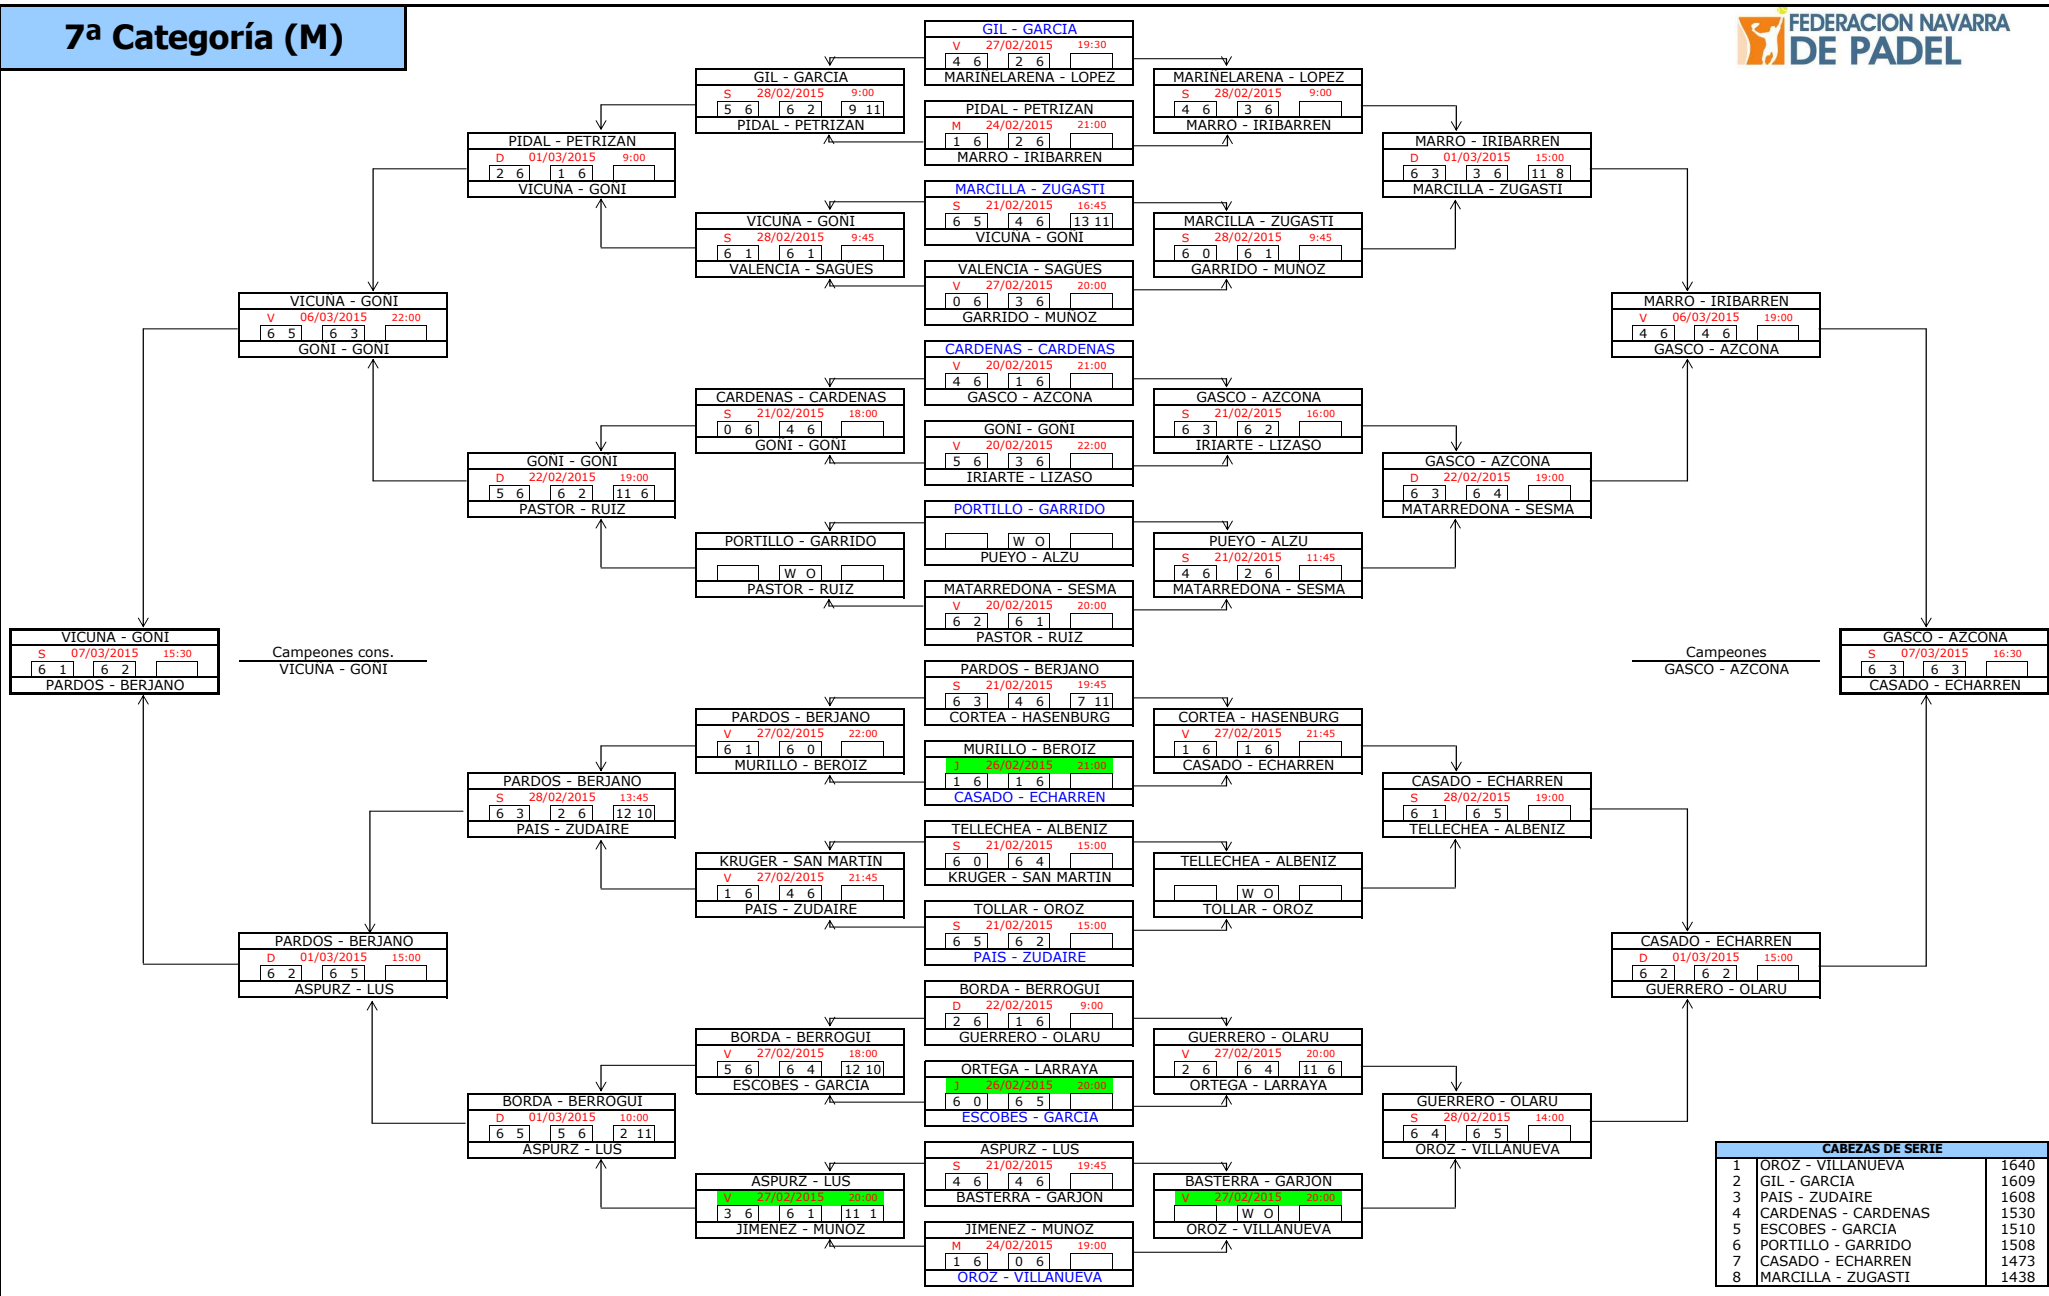 7ª Categoría (M)
FEDERACION NAVARRA
DE PADEL
VICUÑA - GOÑI
S 07/03/2015 15:30
6 1 6 2
PARDOS - BERJANO
Campeones cons.
VICUÑA - GOÑI
VICUÑA - GOÑI
V 06/03/2015 22:00
6 5 6 3
GOÑI - GOÑI
PARDOS - BERJANO
D 01/03/2015 15:00
6 2 6 5
ASPURZ - LUS
PIDAL - PETRIZAN
D 01/03/2015 9:00
2 6 1 6
VICUÑA - GOÑI
GOÑI - GOÑI
D 22/02/2015 19:00
5 6 6 2 11 6
PASTOR - RUIZ
PARDOS - BERJANO
S 28/02/2015 13:45
6 3 2 6 12 10
PAIS - ZUDAIRE
BORDA - BERROGUI
D 01/03/2015 10:00
6 5 5 6 2 11
ASPURZ - LUS
GIL - GARCIA
S 28/02/2015 9:00
5 6 6 2 9 11
PIDAL - PETRIZAN
VICUÑA - GOÑI
S 28/02/2015 9:45
6 1 6 1
VALENCIA - SAGÜES
CARDENAS - CARDENAS
S 21/02/2015 18:00
0 6 4 6
GOÑI - GOÑI
PORTILLO - GARRIDO
W O
PASTOR - RUIZ
PARDOS - BERJANO
V 27/02/2015 22:00
6 1 6 0
MURILLO - BEROIZ
KRUGER - SAN MARTIN
V 27/02/2015 21:45
1 6 4 6
PAIS - ZUDAIRE
BORDA - BERROGUI
V 27/02/2015 18:00
5 6 6 4 12 10
ESCOBES - GARCIA
ASPURZ - LUS
V 27/02/2015 20:00
3 6 6 1 11 1
JIMENEZ - MUÑOZ
GIL - GARCIA
V 27/02/2015 19:30
4 6 2 6
MARIÑELARENA - LOPEZ
PIDAL - PETRIZAN
M 24/02/2015 21:00
1 6 2 6
MARRO - IRIBARREN
MARCILLA - ZUGASTI
S 21/02/2015 16:45
6 5 4 6 13 11
VICUÑA - GOÑI
VALENCIA - SAGÜES
V 27/02/2015 20:00
0 6 3 6
GARRIDO - MUÑOZ
CARDENAS - CARDENAS
V 20/02/2015 21:00
4 6 1 6
GASCO - AZCONA
GOÑI - GOÑI
V 20/02/2015 22:00
5 6 3 6
IRIARTE - LIZASO
PORTILLO - GARRIDO
W O
PUEYO - ALZU
MATARREDONA - SESMA
V 20/02/2015 20:00
6 2 6 1
PASTOR - RUIZ
PARDOS - BERJANO
S 21/02/2015 19:45
6 3 4 6 7 11
CORTEA - HASENBURG
MURILLO - BEROIZ
J 26/02/2015 21:00
1 6 1 6
CASADO - ECHARREN
TELLECHEA - ALBENIZ
S 21/02/2015 15:00
6 0 6 4
KRUGER - SAN MARTIN
TOLLAR - OROZ
S 21/02/2015 15:00
6 5 6 2
PAIS - ZUDAIRE
BORDA - BERROGUI
D 22/02/2015 9:00
2 6 1 6
GUERRERO - OLARU
ORTEGA - LARRAYA
J 26/02/2015 20:00
6 0 6 5
ESCOBES - GARCIA
ASPURZ - LUS
S 21/02/2015 19:45
4 6 4 6
BASTERRA - GARJON
JIMENEZ - MUÑOZ
M 24/02/2015 19:00
1 6 0 6
OROZ - VILLANUEVA
MARIÑELARENA - LOPEZ
S 28/02/2015 9:00
4 6 3 6
MARRO - IRIBARREN
MARCILLA - ZUGASTI
S 28/02/2015 9:45
6 0 6 1
GARRIDO - MUÑOZ
GASCO - AZCONA
S 21/02/2015 16:00
6 3 6 2
IRIARTE - LIZASO
PUEYO - ALZU
S 21/02/2015 11:45
4 6 2 6
MATARREDONA - SESMA
CORTEA - HASENBURG
V 27/02/2015 21:45
1 6 1 6
CASADO - ECHARREN
TELLECHEA - ALBENIZ
W O
TOLLAR - OROZ
GUERRERO - OLARU
V 27/02/2015 20:00
2 6 6 4 11 6
ORTEGA - LARRAYA
BASTERRA - GARJON
V 27/02/2015 20:00
W O
OROZ - VILLANUEVA
MARRO - IRIBARREN
D 01/03/2015 15:00
6 3 3 6 11 8
MARCILLA - ZUGASTI
GASCO - AZCONA
D 22/02/2015 19:00
6 3 6 4
MATARREDONA - SESMA
CASADO - ECHARREN
S 28/02/2015 19:00
6 1 6 5
TELLECHEA - ALBENIZ
GUERRERO - OLARU
S 28/02/2015 14:00
6 4 6 5
OROZ - VILLANUEVA
MARRO - IRIBARREN
V 06/03/2015 19:00
4 6 4 6
GASCO - AZCONA
CASADO - ECHARREN
D 01/03/2015 15:00
6 2 6 2
GUERRERO - OLARU
Campeones
GASCO - AZCONA
GASCO - AZCONA
S 07/03/2015 16:30
6 3 6 3
CASADO - ECHARREN
CABEZAS DE SERIE
1 OROZ - VILLANUEVA 1640
2 GIL - GARCIA 1609
3 PAIS - ZUDAIRE 1608
4 CARDENAS - CARDENAS 1530
5 ESCOBES - GARCIA 1510
6 PORTILLO - GARRIDO 1508
7 CASADO - ECHARREN 1473
8 MARCILLA - ZUGASTI 1438